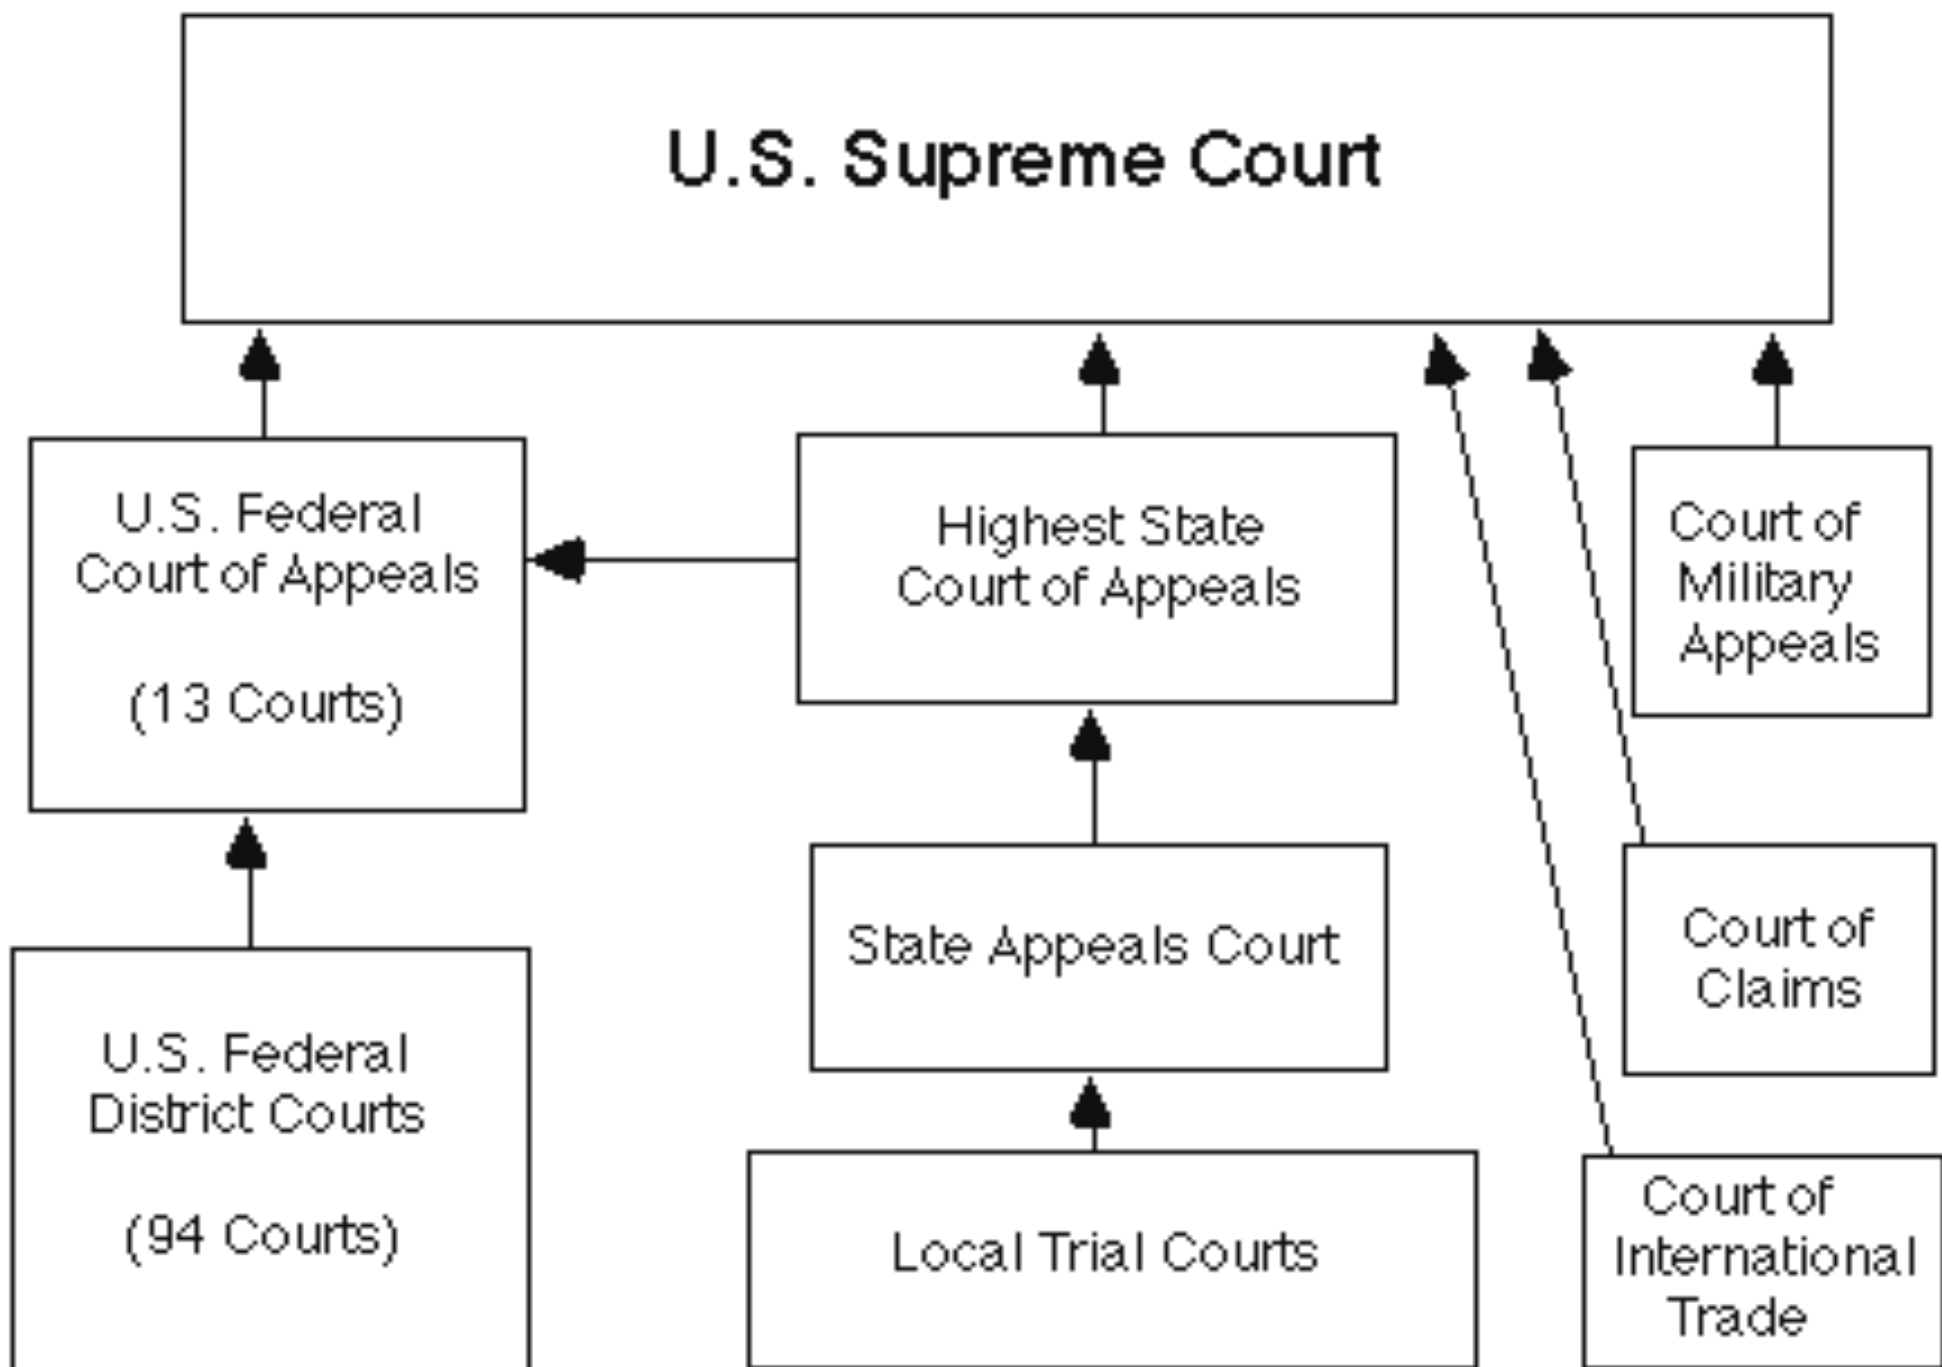 U.S. Supreme Court
U.S. Federal
Court of Appeals
(13 Courts)
Highest State
Court of Appeals
Court of
Military
Appeals
U.S. Federal
District Courts
(94 Courts)
State Appeals Court
Local Trial Courts
Court of
Claims
Court of
International
Trade